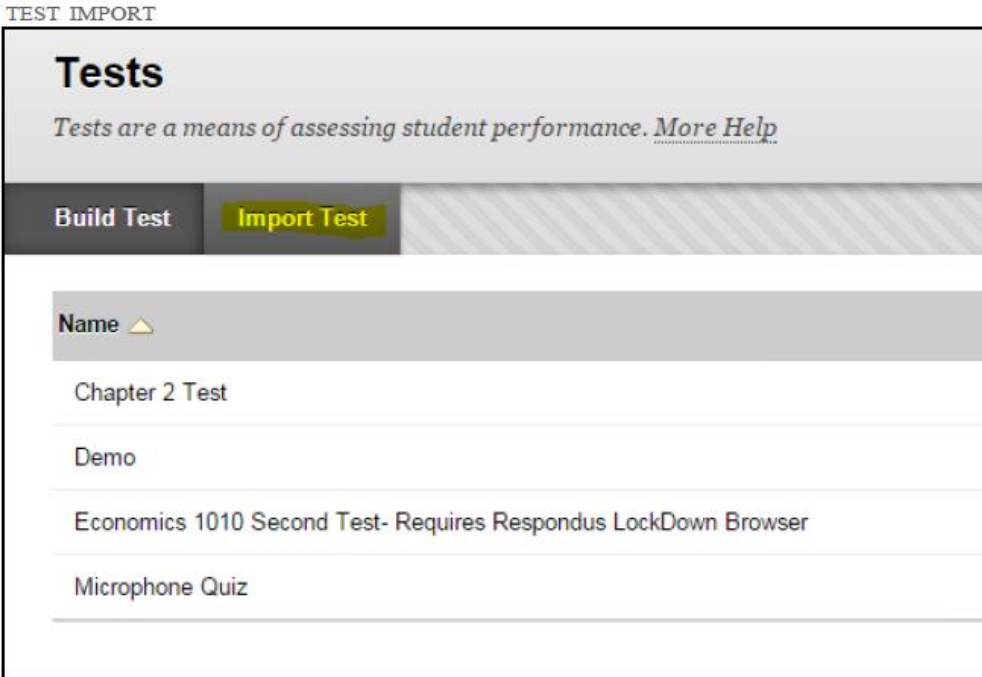 TEST IMPORT
Tests
Tests are a means of assessing student performance. More Help
Build Test Import Test
Name
Chapter 2 Test
Demo
Economics 1010 Second Test- Requires Respondus LockDown Browser
Microphone Quiz